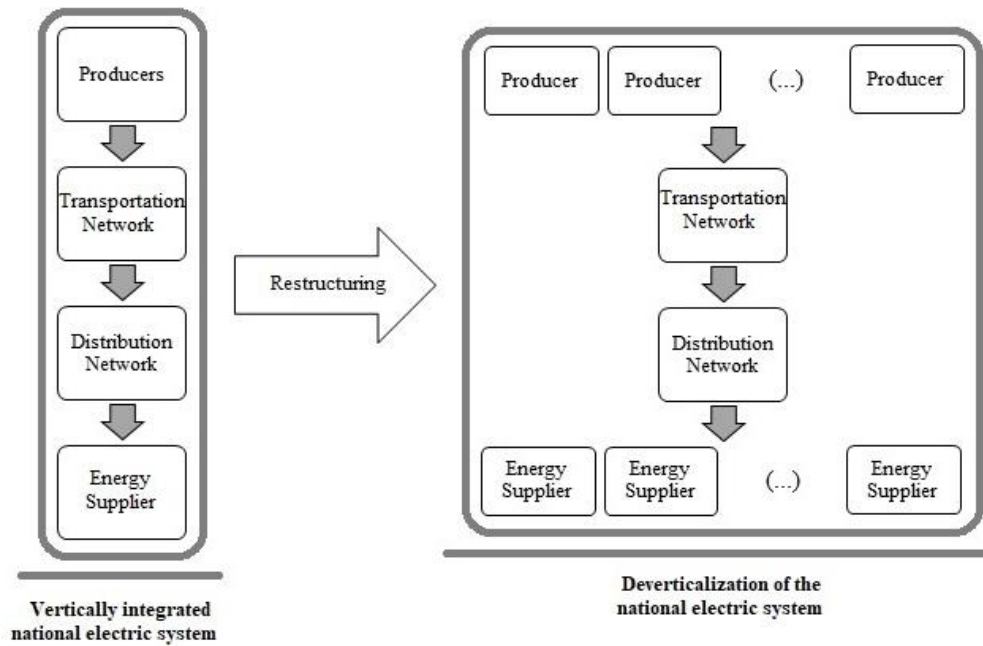 Producers
Transportation
Network
Distribution
Network
Energy
Supplier
Vertically integrated
national electric system
Restructuring
Producer
Producer
(...)
Producer
Transportation
Network
Distribution
Network
Energy
Supplier
Energy
Supplier
(...)
Energy
Supplier
Deverticalization of the
national electric system